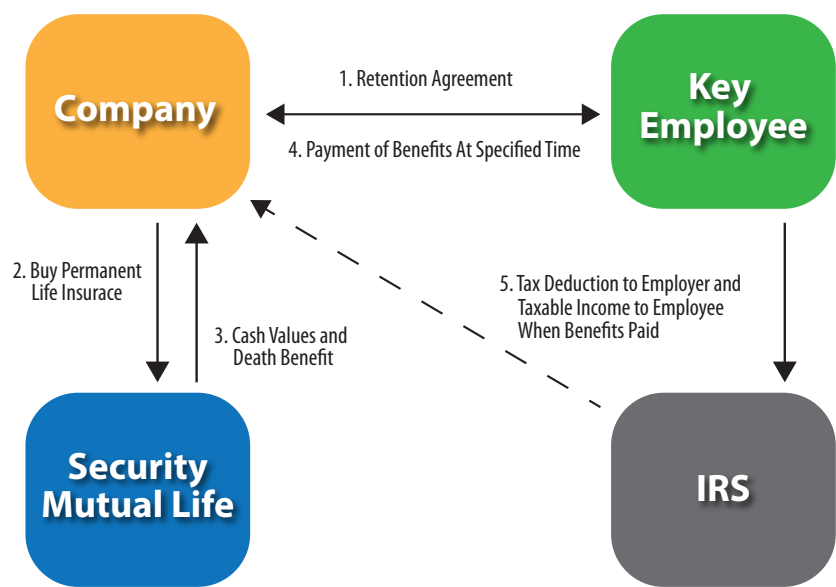 Company
1. Retention Agreement
4. Payment of Benefits At Specified Time
Key
Employee
2. Buy Permanent
Life Insurace
3. Cash Values and
Death Benefit
5. Tax Deduction to Employer and
Taxable Income to Employee
When Benefits Paid
Security
Mutual Life
IRS